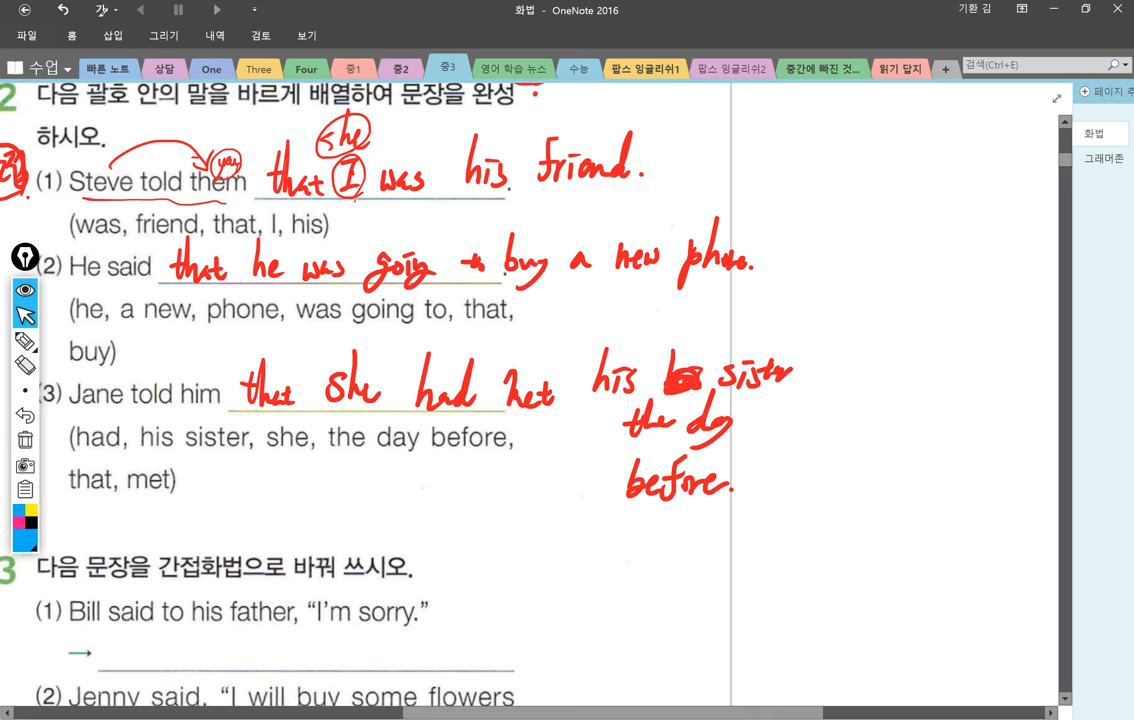 화법 - OneNote 2016
기환 김
파일 홈 삽입 그리기 내역 검토 보기
수업 빠른 노트 상담 One Three Four 중1 중2 중3 영어 학습 뉴스 수능 팝스 잉글리쉬1 팝스 잉글리쉬2 중간에 빠진 것... 읽기 답지 + 검색(Ctrl+E)
페이지 추
화법
그래머존
2 다음 괄호 안의 말을 바르게 배열하여 문장을 완성
하시오.
she
you
(1) Steve told them that I was his friend.
(was, friend, that, I, his)
(2) He said that he was going to buy a new phone.
(he, a new, phone, was going to, that,
buy)
(3) Jane told him that she had met his sister
the day
before.
(had, his sister, she, the day before,
that, met)
3 다음 문장을 간접화법으로 바꿔 쓰시오.
(1) Bill said to his father, “I’m sorry.”
→
(2) Jenny said, “I will buy some flowers